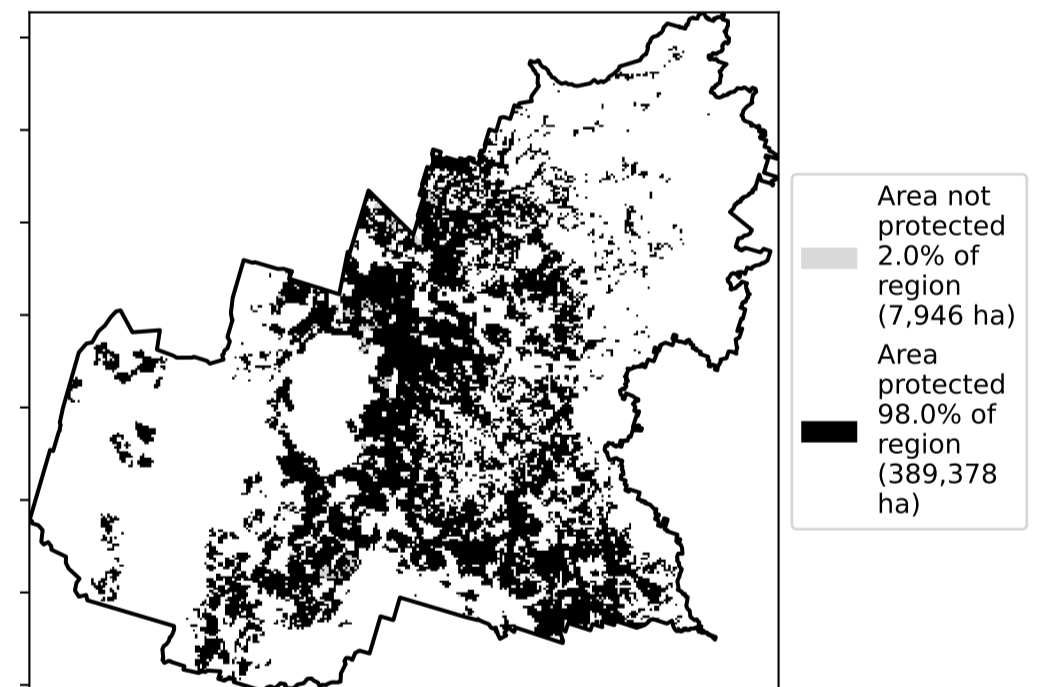 Area not
protected
2.0% of
region
(7,946 ha)
Area
protected
98.0% of
region
(389,378
ha)